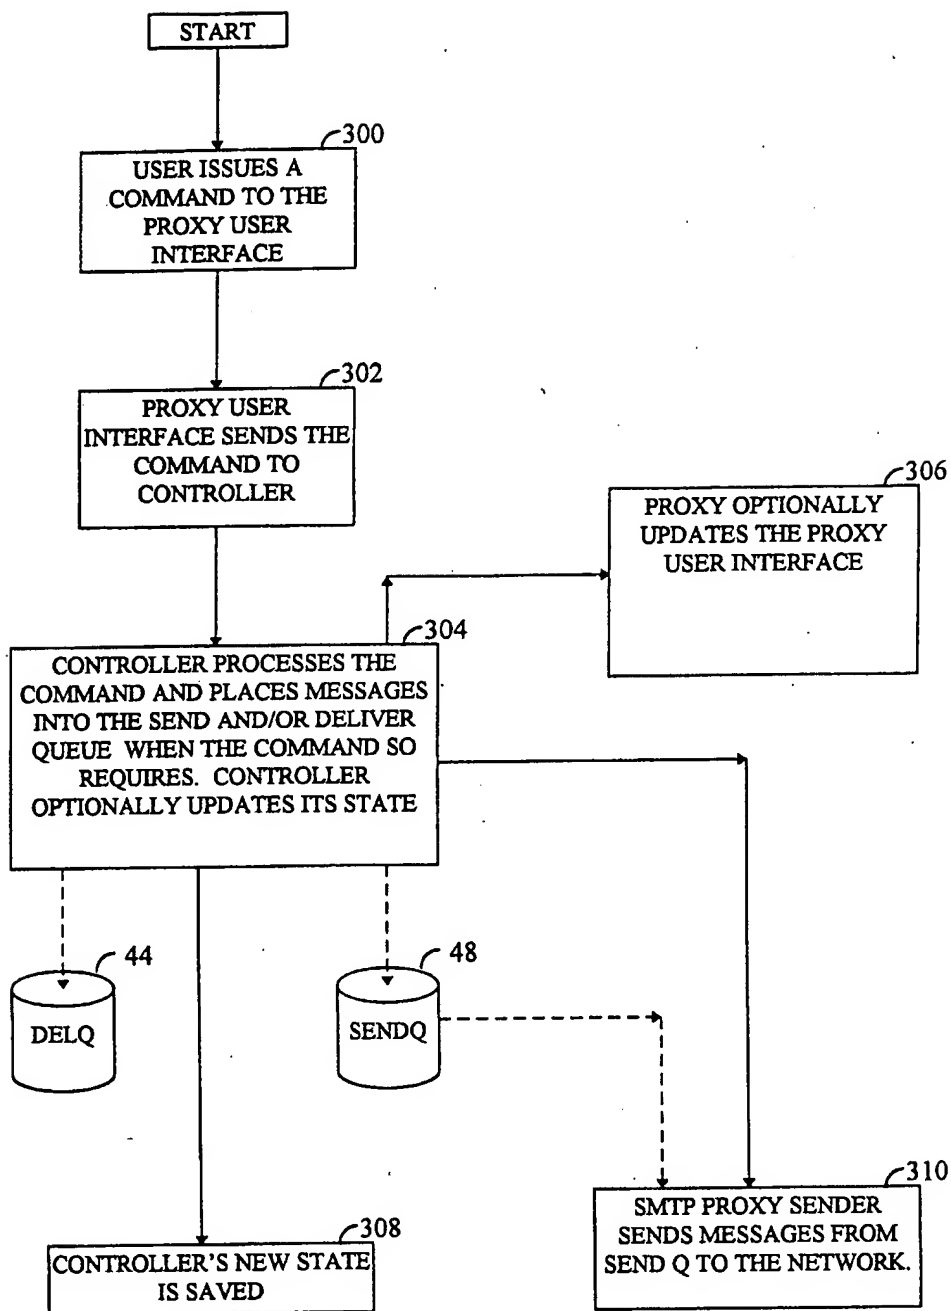 START
300
USER ISSUES A
COMMAND TO THE
PROXY USER
INTERFACE
302
PROXY USER
INTERFACE SENDS THE
COMMAND TO
CONTROLLER
306
PROXY OPTIONALLY
UPDATES THE PROXY
USER INTERFACE
304
CONTROLLER PROCESSES THE
COMMAND AND PLACES MESSAGES
INTO THE SEND AND/OR DELIVER
QUEUE WHEN THE COMMAND SO
REQUIRES. CONTROLLER
OPTIONALLY UPDATES ITS STATE
44
DELQ
48
SENDQ
308
CONTROLLER'S NEW STATE
IS SAVED
310
SMTP PROXY SENDER
SENDS MESSAGES FROM
SEND Q TO THE NETWORK.